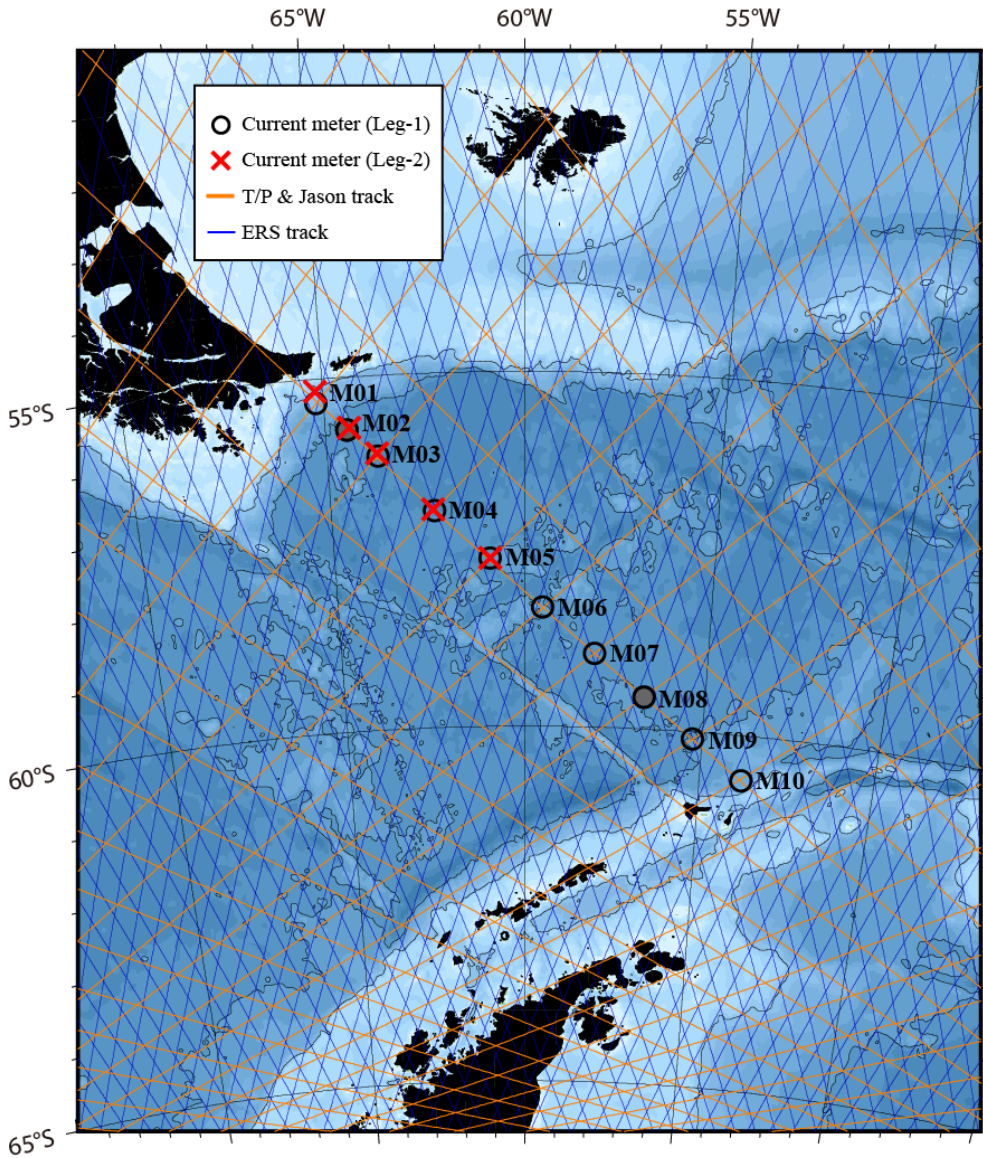 65°W 60°W 55°W
Current meter (Leg-1)
Current meter (Leg-2)
T/P & Jason track
ERS track
55°S
M01
M02
M03
M04
M05
M06
M07
M08
M09
60°S
M10
65°S